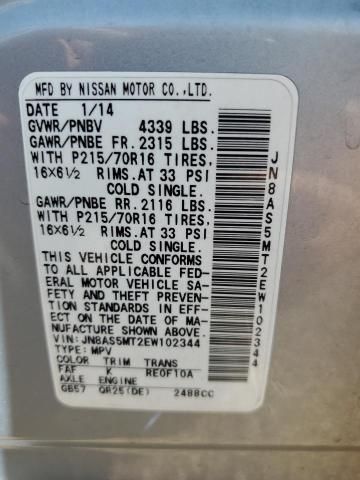 MFD BY NISSAN MOTOR CO.,LTD.
DATE 1/14
GVWR/PNBV 4339 LBS.
GAWR/PNBE FR. 2315 LBS.
WITH P215/70R16 TIRES,
16X6½ RIMS. AT 33 PSI
COLD SINGLE.
GAWR/PNBE RR. 2116 LBS.
WITH P215/70R16 TIRES,
16X6½ RIMS. AT 33 PSI
COLD SINGLE.
THIS VEHICLE CONFORMS
TO ALL APPLICABLE FED-
ERAL MOTOR VEHICLE SA-
FETY AND THEFT PREVEN-
TION STANDARDS IN EFF-
ECT ON THE DATE OF MA-
NUFACTURE SHOWN ABOVE.
VIN: JN8AS5MT2EW102344
TYPE: MPV
COLOR TRIM TRANS
FAF K RE0F10A
AXLE ENGINE
GB57 QR25(DE) 2488CC
JN8AS5MT2EW102344